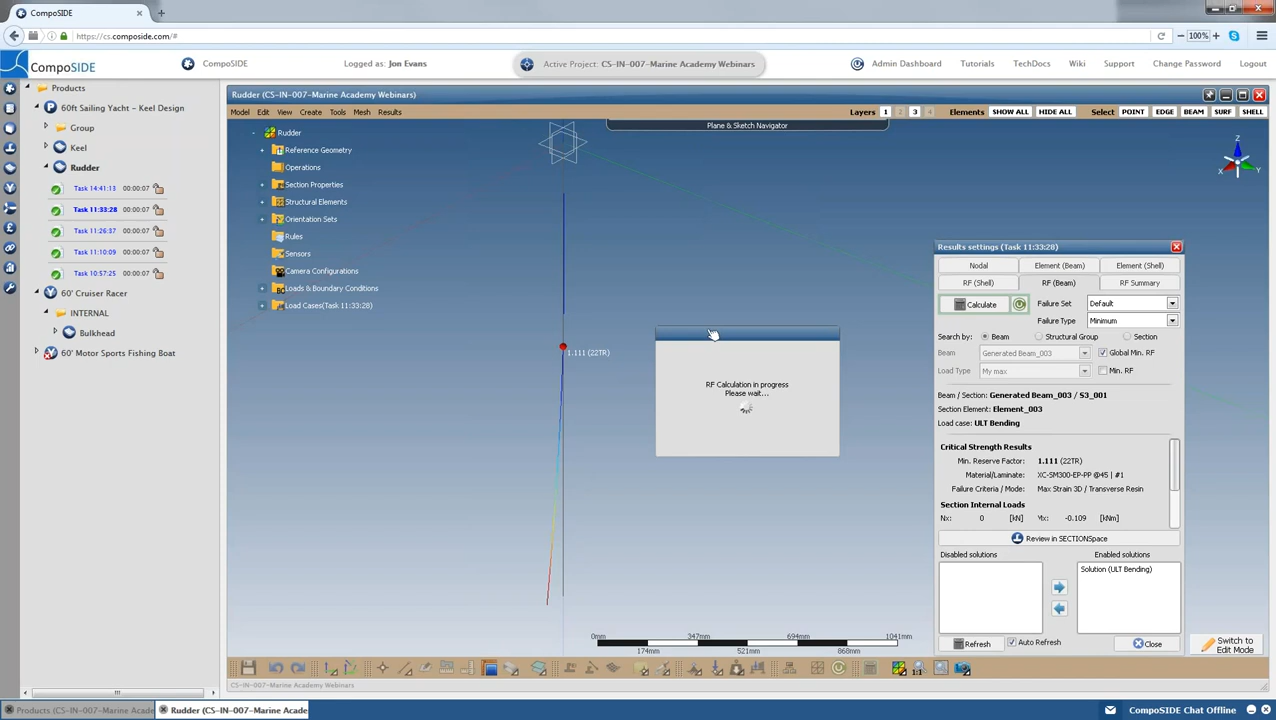 CompoSIDE
https://cs.composide.com/#
100%
CompoSIDE
CompoSIDE
Logged as: Jon Evans
Active Project: CS-IN-007-Marine Academy Webinars
Admin Dashboard
Tutorials
TechDocs
Wiki
Support
Change Password
Logout
Products
60ft Sailing Yacht - Keel Design
Group
Keel
Rudder
Task 14:41:13 00:00:07
Task 11:33:28 00:00:07
Task 11:26:37 00:00:07
Task 11:10:09 00:00:07
Task 10:57:25 00:00:07
60' Cruiser Racer
INTERNAL
Bulkhead
60' Motor Sports Fishing Boat
Rudder (CS-IN-007-Marine Academy Webinars)
Model Edit View Create Tools Mesh Results
Layers 1 2 3 4 Elements SHOW ALL HIDE ALL Select POINT EDGE BEAM SURF SHELL
Plane & Sketch Navigator
Rudder
Reference Geometry
Operations
Section Properties
Structural Elements
Orientation Sets
Rules
Sensors
Camera Configurations
Loads & Boundary Conditions
Load Cases(Task 11:33:28)
Z
X Y
1.111 (22TR)
RF Calculation in progress
Please wait...
Results settings (Task 11:33:28)
Nodal Element (Beam) Element (Shell)
RF (Shell) RF (Beam) RF Summary
Calculate Failure Set Default
Failure Type Minimum
Search by: Beam Structural Group Section
Beam Generated Beam_003 Global Min. RF
Load Type My max Min. RF
Beam / Section: Generated Beam_003 / S3_001
Section Element: Element_003
Load case: ULT Bending
Critical Strength Results
Min. Reserve Factor: 1.111 (22TR)
Material/Laminate: XC-SM300-EP-PP @45 | #1
Failure Criteria / Mode: Max Strain 3D / Transverse Resin
Section Internal Loads
Nx: 0 [kN] Mx: -0.109 [kNm]
Review in SECTIONSpace
Disabled solutions Enabled solutions
Solution (ULT Bending)
Refresh Auto Refresh Close
Switch to
Edit Mode
0mm 347mm 694mm 1041mm
174mm 521mm 868mm
1:1
CS-IN-007-Marine Academy Webinars
Products (CS-IN-007-Marine Acade
Rudder (CS-IN-007-Marine Acade
CompoSIDE Chat Offline